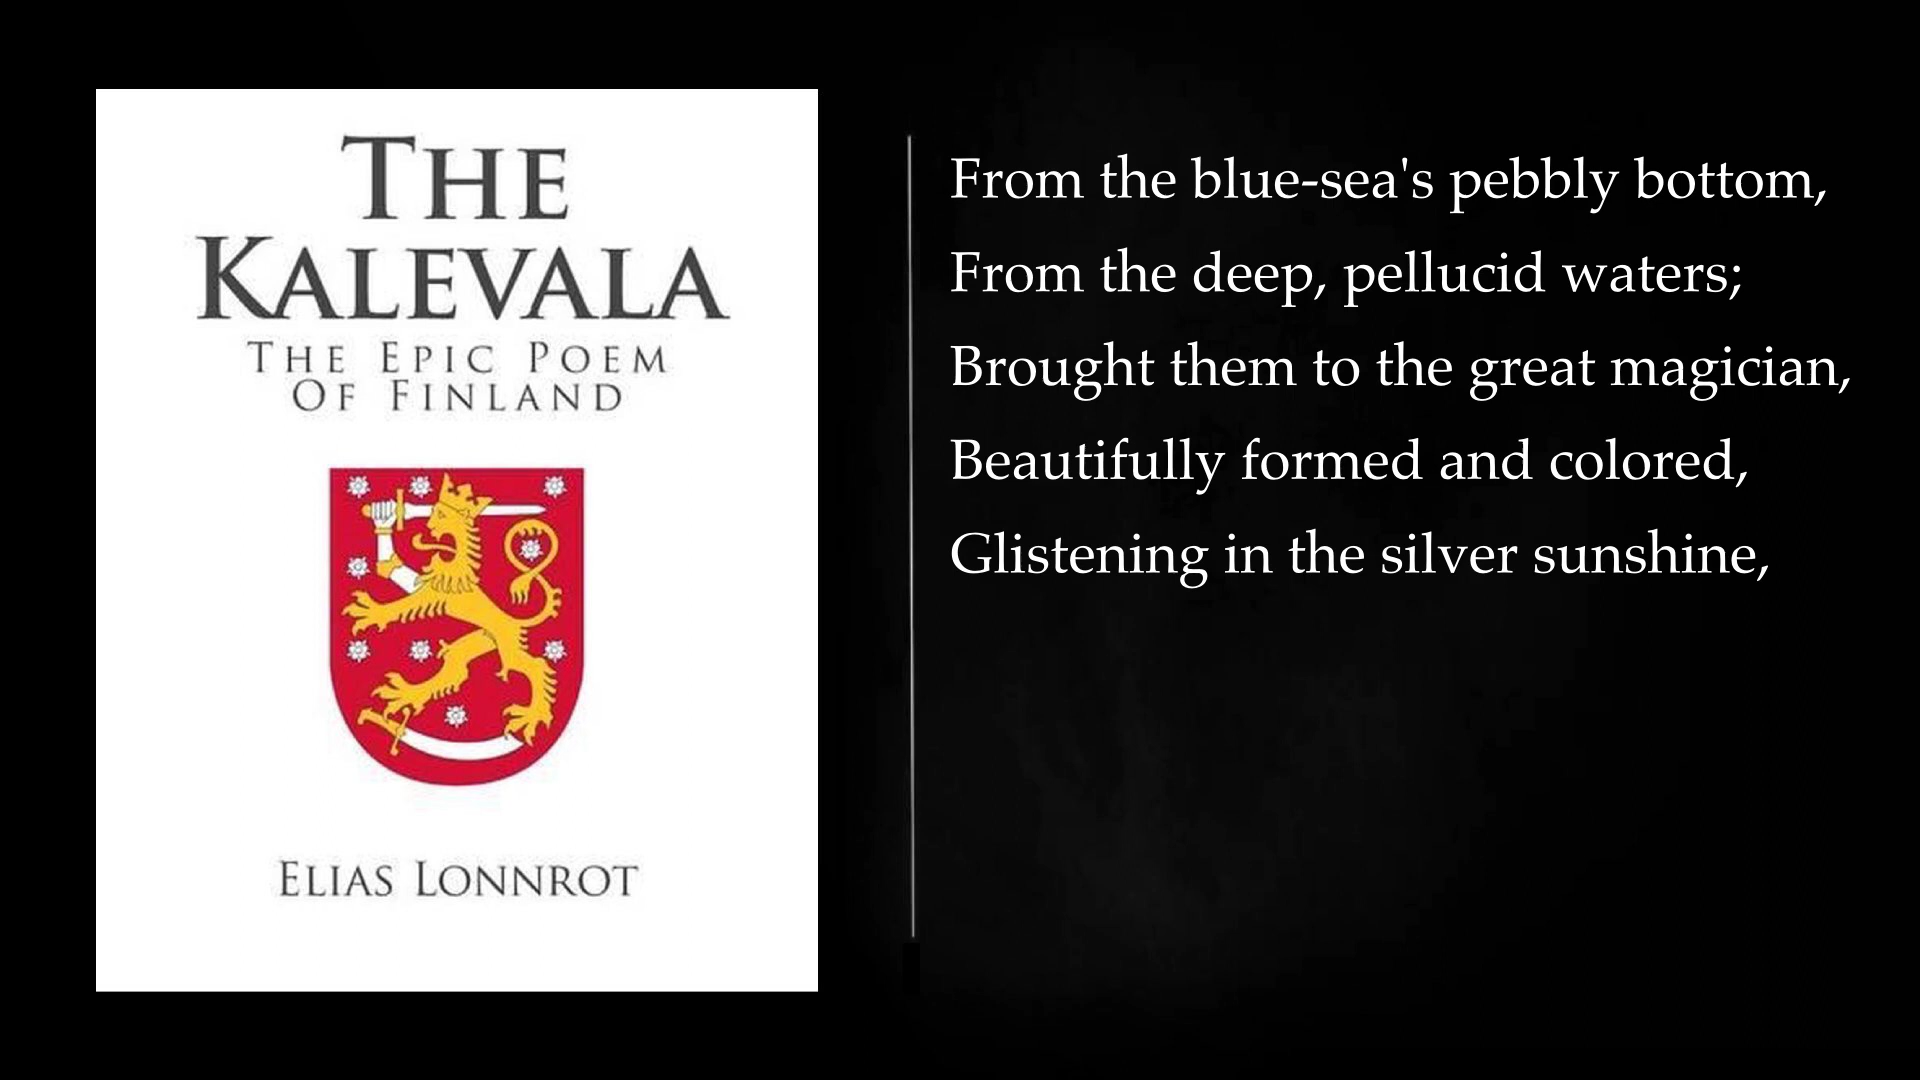 THE
KALEVALA
THE EPIC POEM
OF FINLAND
ELIAS LONNROT
From the blue-sea's pebbly bottom,
From the deep, pellucid waters;
Brought them to the great magician,
Beautifully formed and colored,
Glistening in the silver sunshine,